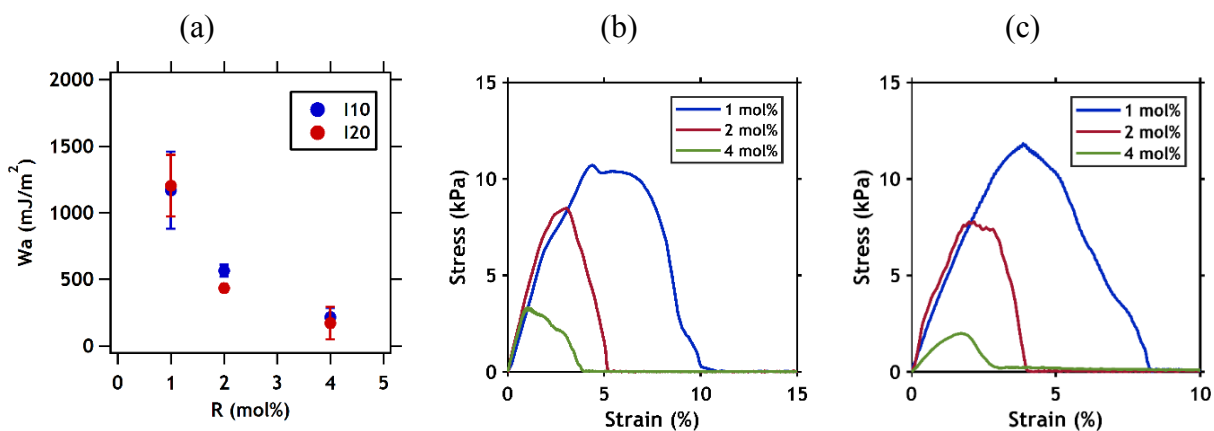 (a)
(b)
(c)
2000
1500
1000
500
0
Wa (mJ/m²)
I10
I20
0 1 2 3 4 5
R (mol%)
15
10
5
0
Stress (kPa)
1 mol%
2 mol%
4 mol%
0 5 10 15
Strain (%)
15
10
5
0
Stress (kPa)
1 mol%
2 mol%
4 mol%
0 5 10
Strain (%)